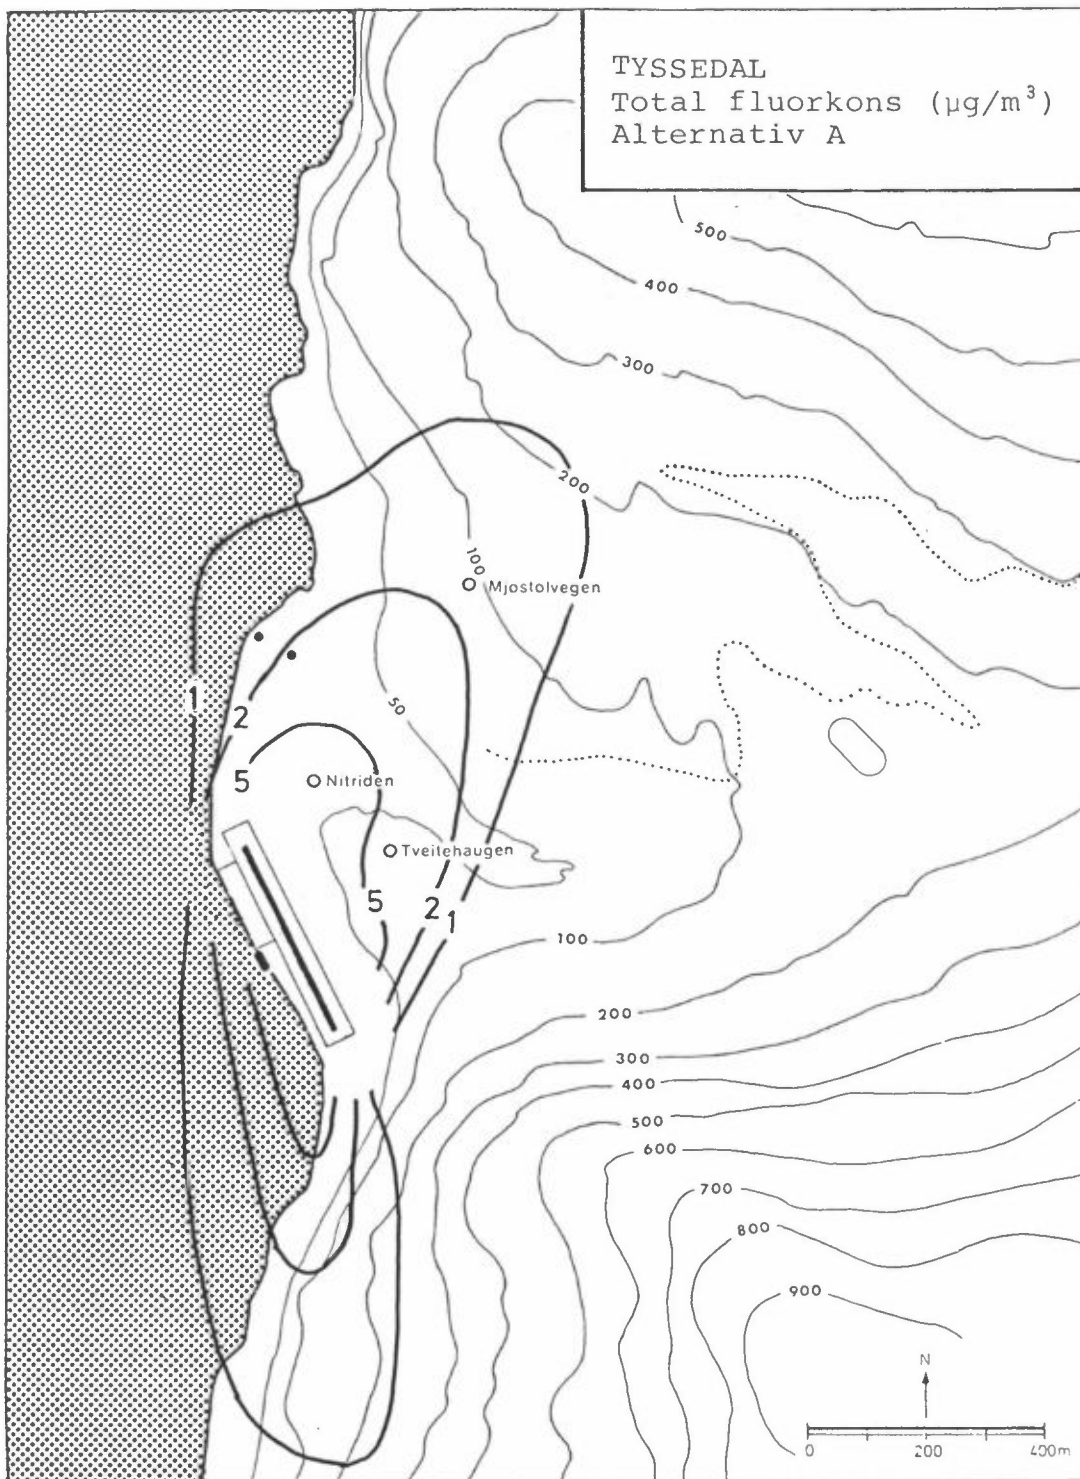 TYSSEDAL
Total fluorkons (µg/m³)
Alternativ A
500
400
300
200
100
Mjostolvegen
1
2
50
5
Nitriden
Tveitehaugen
5
2
1
100
200
300
400
500
600
700
800
900
N
0 200 400m